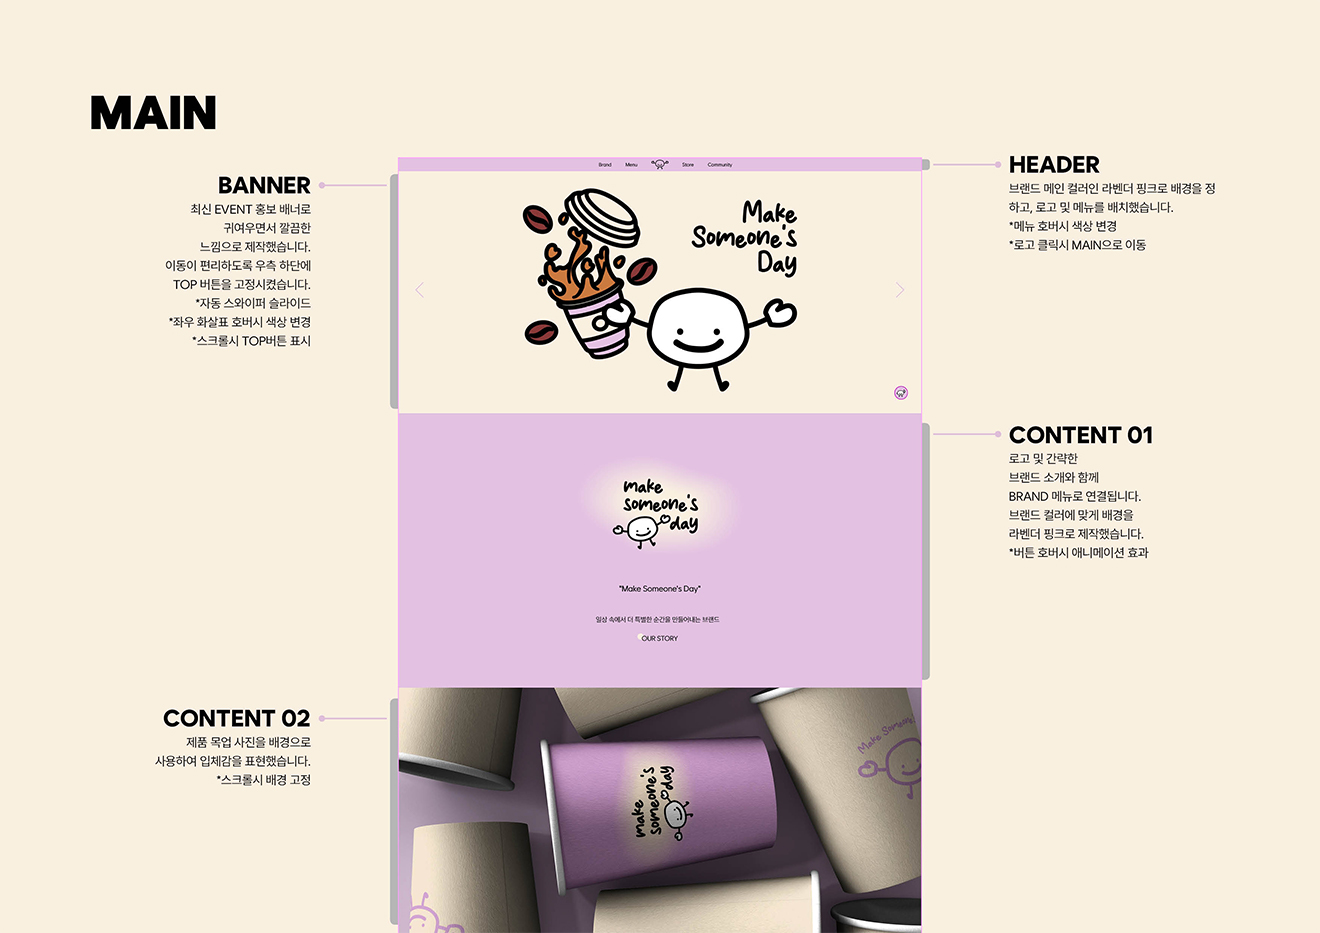 MAIN
BANNER
최신 EVENT 홍보 배너로
귀여우면서 깔끔한
느낌으로 제작했습니다.
이동이 편리하도록 우측 하단에
TOP 버튼을 고정시켰습니다.
*자동 스와이퍼 슬라이드
*좌우 화살표 호버시 색상 변경
*스크롤시 TOP버튼 표시
Brand Menu Store Community
Make
Someone's
Day
HEADER
브랜드 메인 컬러인 라벤더 핑크로 배경을 정
하고, 로고 및 메뉴를 배치했습니다.
*메뉴 호버시 색상 변경
*로고 클릭시 MAIN으로 이동
make
someone's
day
"Make Someone's Day"
일상 속에서 더 특별한 순간을 만들어내는 브랜드
OUR STORY
CONTENT 01
로고 및 간략한
브랜드 소개와 함께
BRAND 메뉴로 연결됩니다.
브랜드 컬러에 맞게 배경을
라벤더 핑크로 제작했습니다.
*버튼 호버시 애니메이션 효과
CONTENT 02
제품 목업 사진을 배경으로
사용하여 입체감을 표현했습니다.
*스크롤시 배경 고정
make
someone's
day
Make Someone